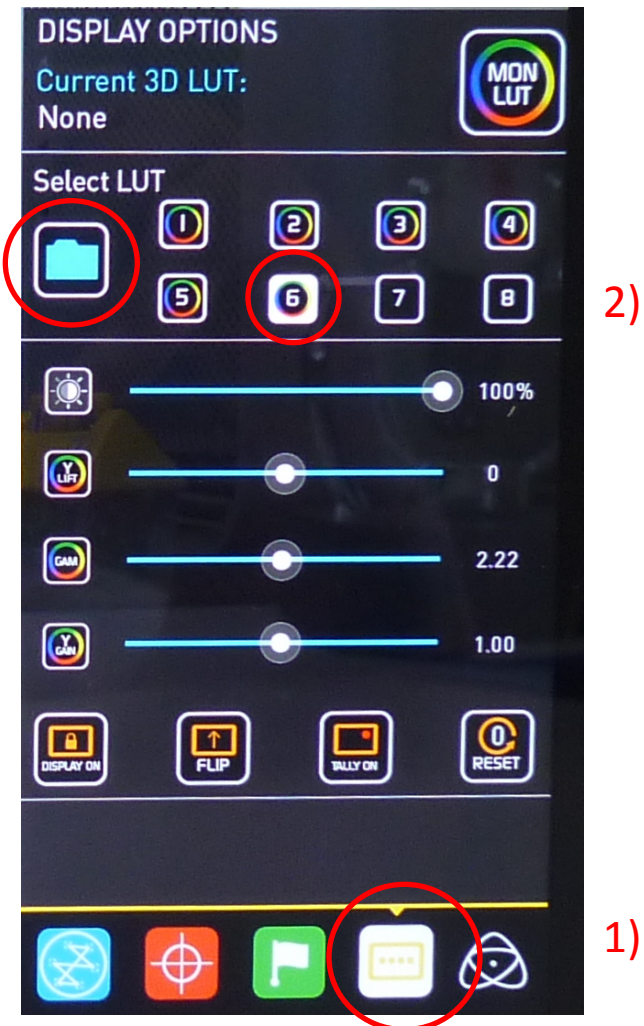 DISPLAY OPTIONS
Current 3D LUT:
None
MON
LUT
Select LUT
1 2 3 4
5 6 7 8
2)
100%
Y
LIFT
0
GAM
2.22
Y
GAIN
1.00
DISPLAY ON
FLIP
TALLY ON
0
RESET
1)